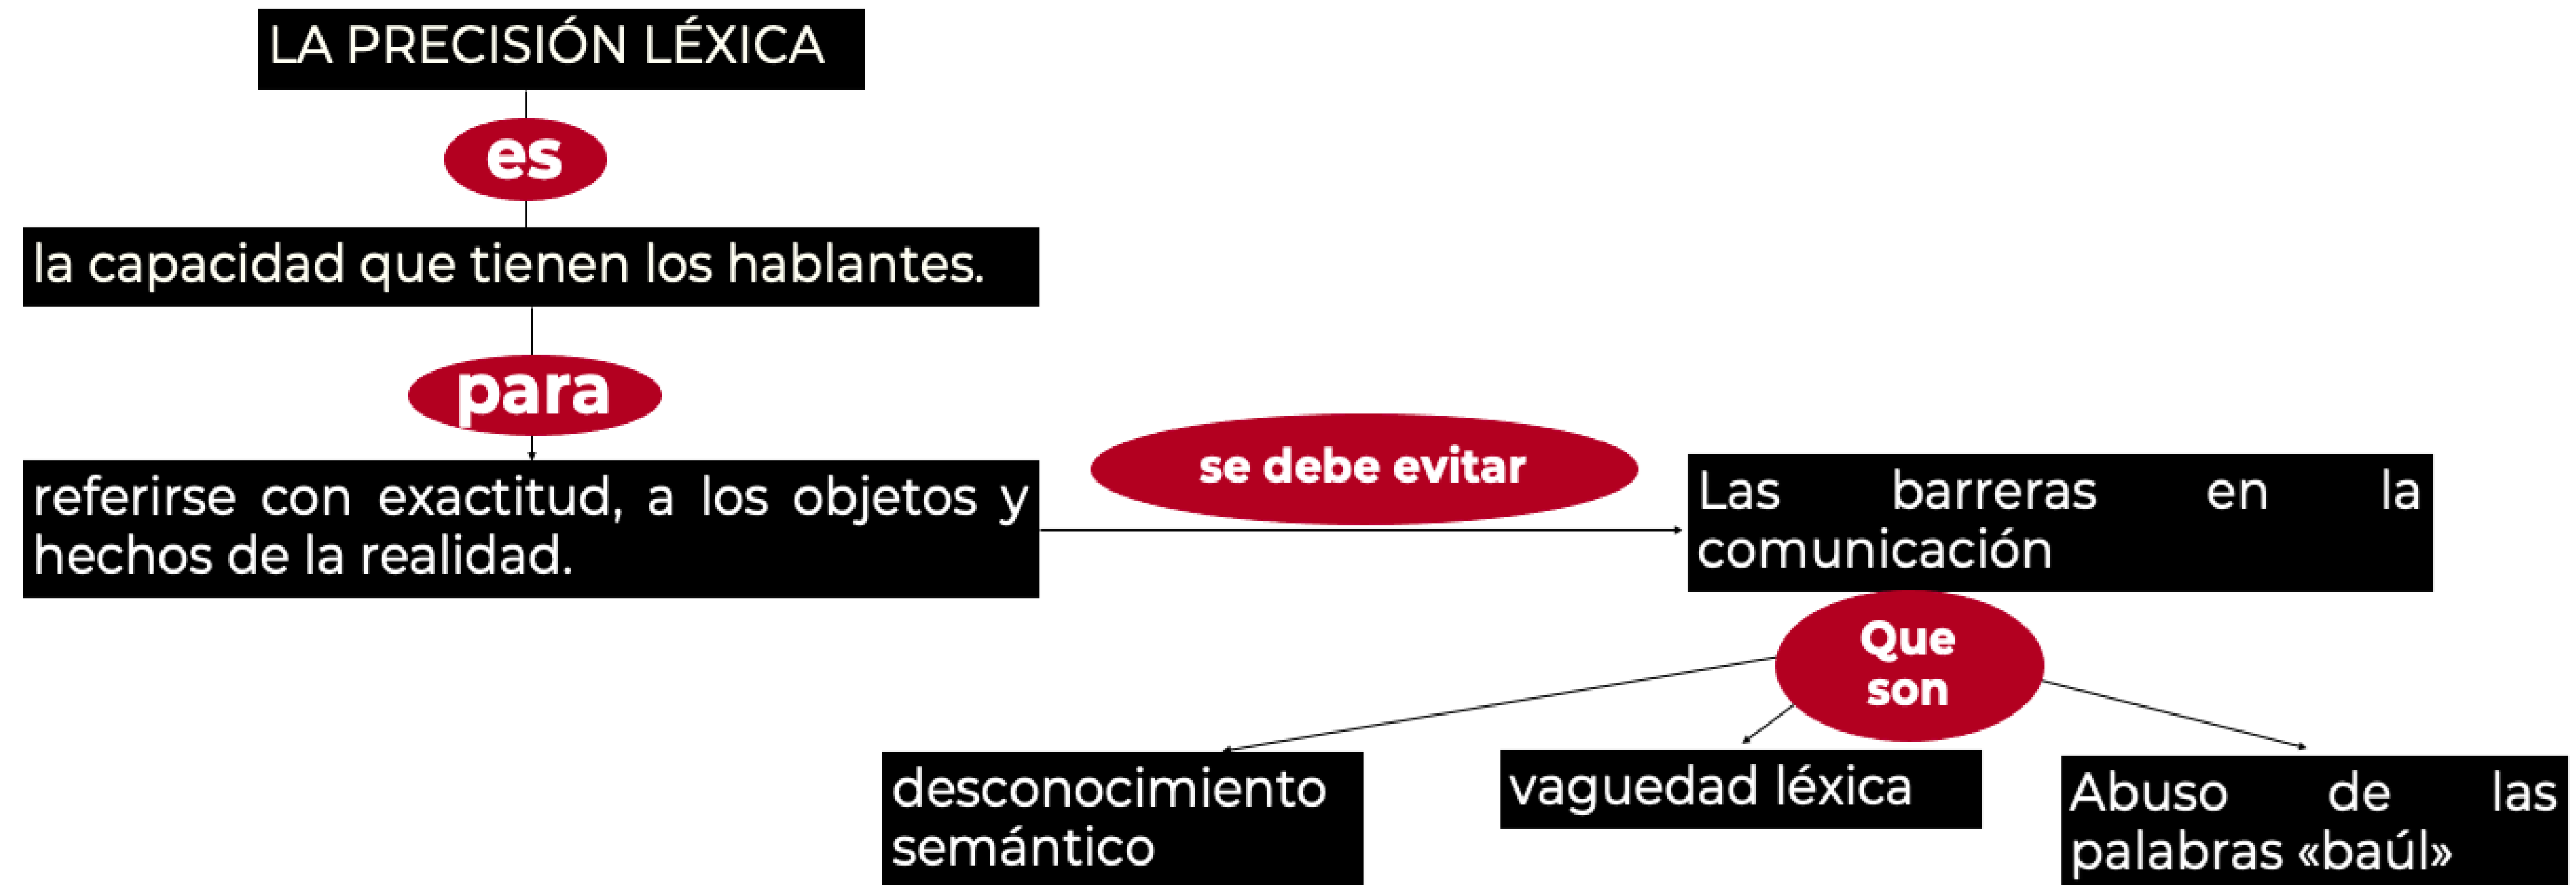 LA PRECISIÓN LÉXICA
es
la capacidad que tienen los hablantes.
para
referirse con exactitud, a los objetos y
hechos de la realidad.
se debe evitar
Las barreras en la
comunicación
Que
son
desconocimiento
semántico
vaguedad léxica
Abuso de las
palabras «baúl»